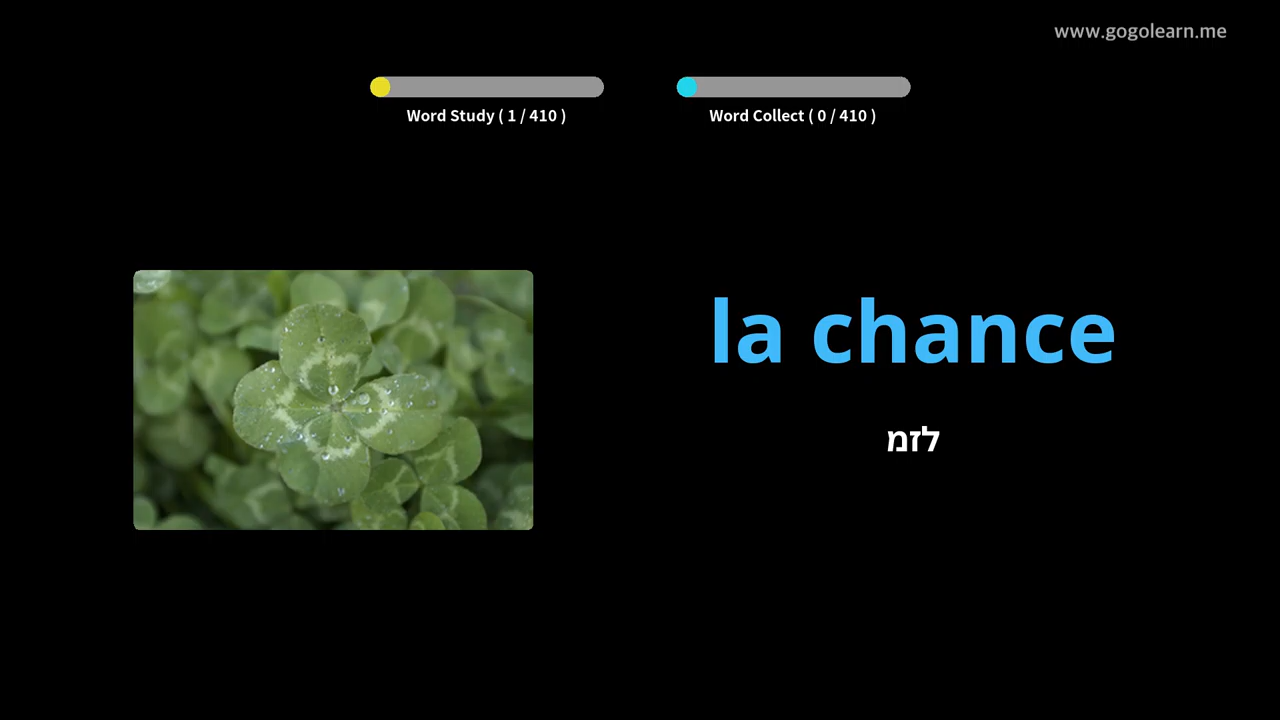 www.gogolearn.me
Word Study ( 1 / 410 )
Word Collect ( 0 / 410 )
la chance
לזמ